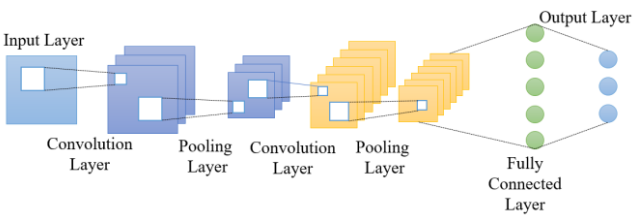 Input Layer
Output Layer
Convolution
Layer
Pooling
Layer
Convolution
Layer
Pooling
Layer
Fully
Connected
Layer